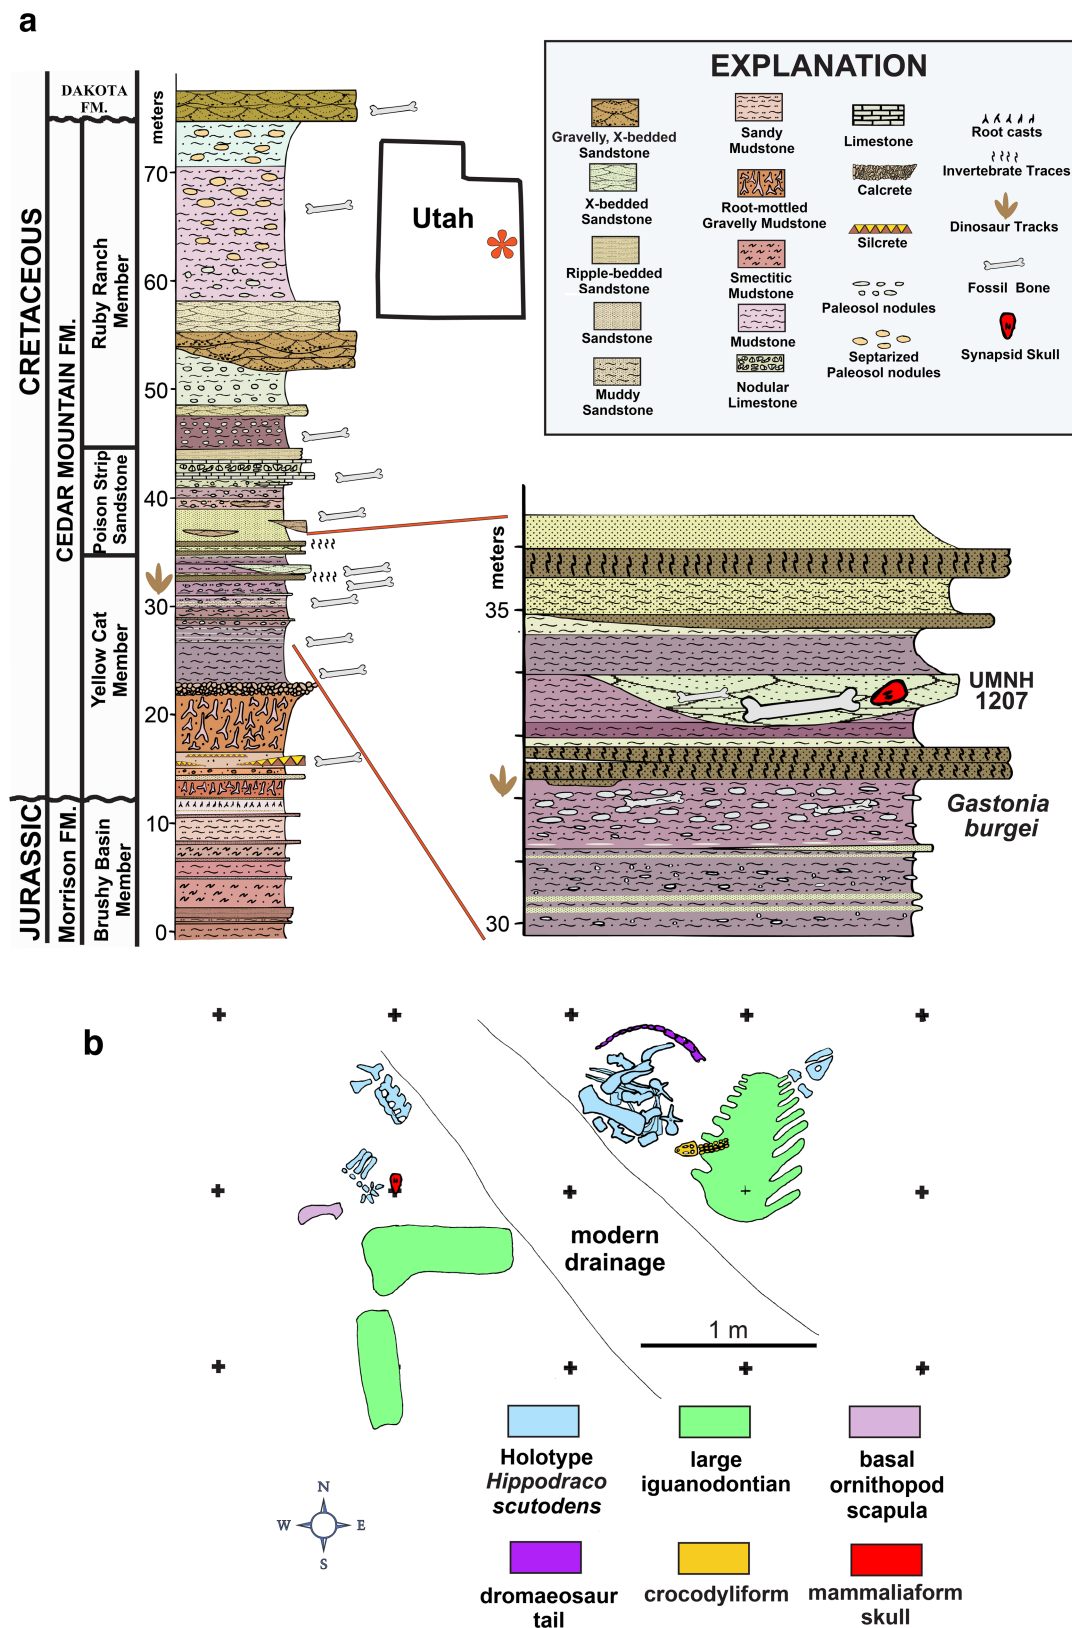 a
DAKOTA
FM.
meters
70
60
50
40
30
20
10
0
CRETACEOUS
JURASSIC
CEDAR MOUNTAIN FM.
Morrison FM.
Ruby Ranch
Member
Poison Strip
Sandstone
Yellow Cat
Member
Brushy Basin
Member
Utah
EXPLANATION
Gravelly, X-bedded
Sandstone
X-bedded
Sandstone
Ripple-bedded
Sandstone
Sandstone
Muddy
Sandstone
Sandy
Mudstone
Root-mottled
Gravelly Mudstone
Smectitic
Mudstone
Mudstone
Nodular
Limestone
Limestone
Calcrete
Silcrete
Paleosol nodules
Septarized
Paleosol nodules
Root casts
Invertebrate Traces
Dinosaur Tracks
Fossil Bone
Synapsid Skull
meters
35
30
UMNH
1207
Gastonia
burgei
b
modern
drainage
1 m
Holotype
Hippodraco
scutodens
large
iguanodontian
basal
ornithopod
scapula
N
W
E
S
dromaeosaur
tail
crocodyliform
mammaliaform
skull